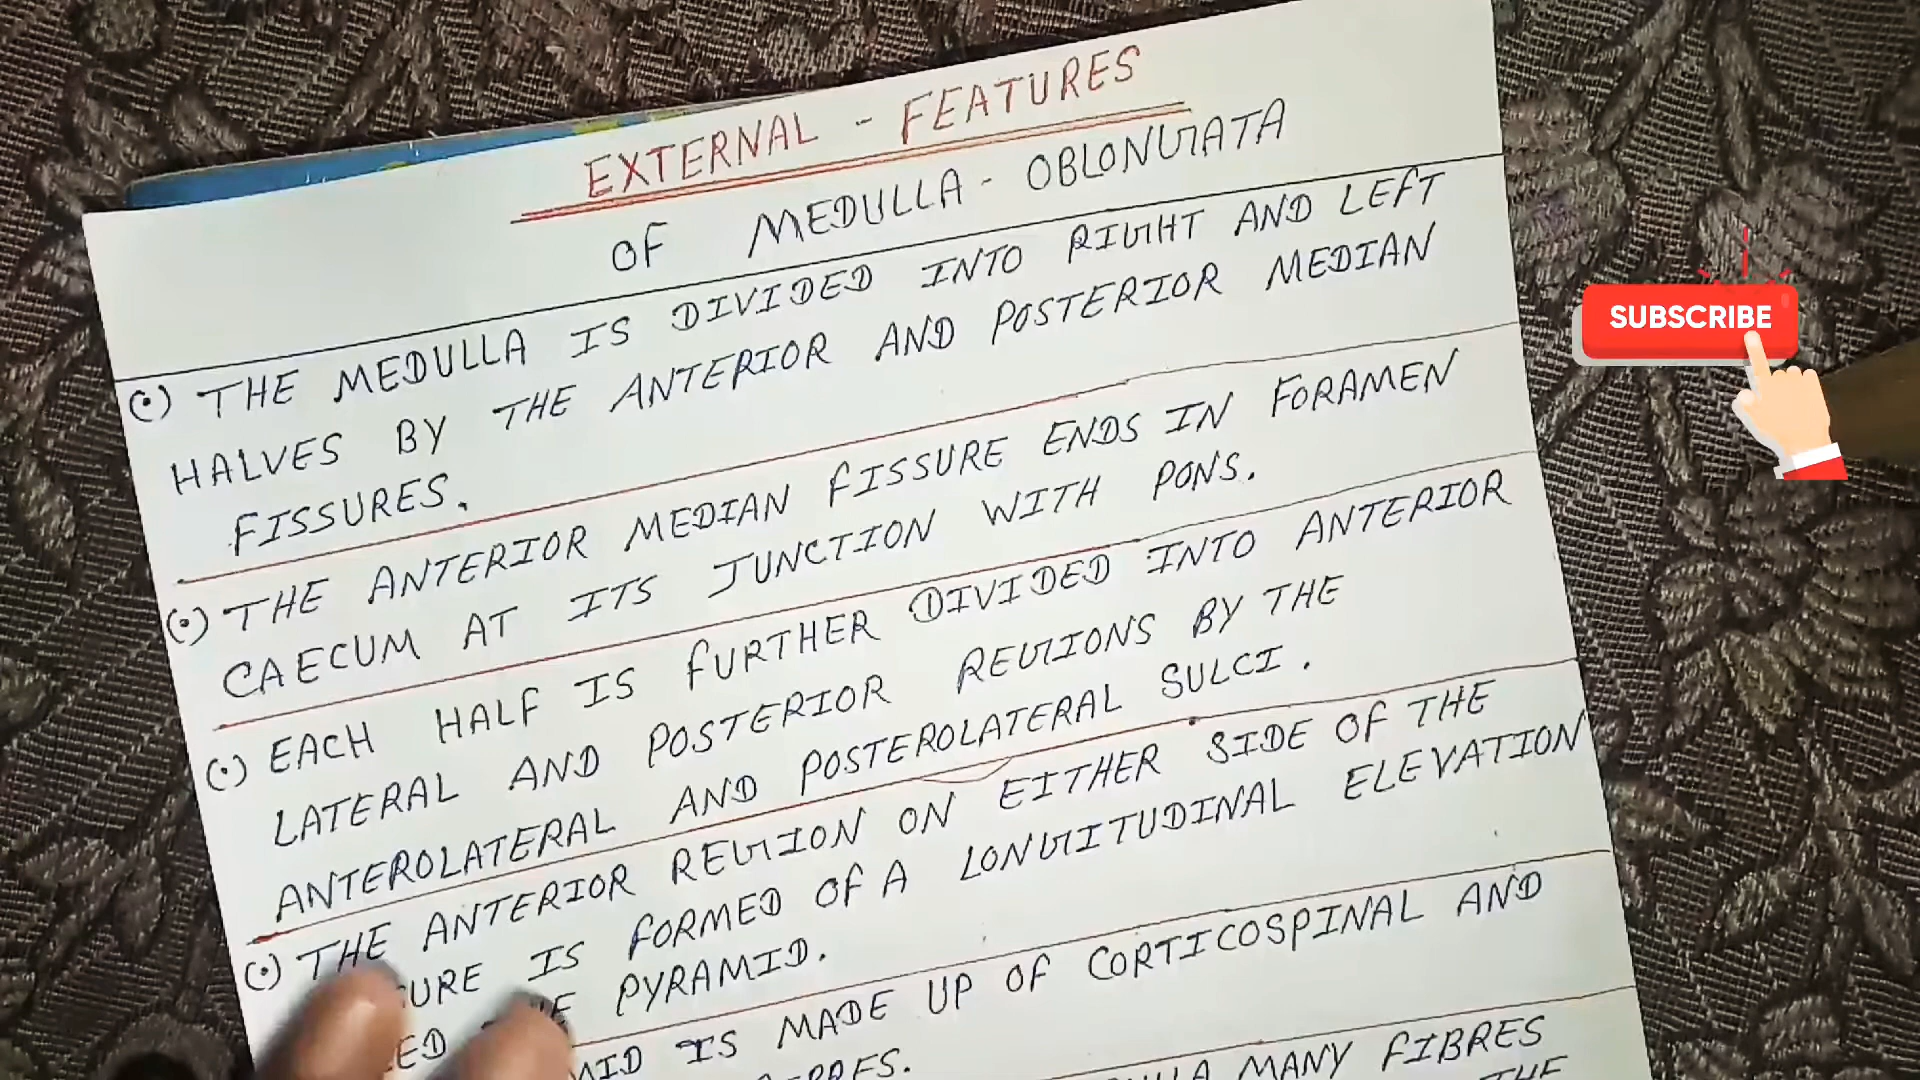 EXTERNAL - FEATURES
OF MEDULLA - OBLONGATA
(•) THE MEDULLA IS DIVIDED INTO RIGHT AND LEFT
HALVES BY THE ANTERIOR AND POSTERIOR MEDIAN
FISSURES.
(•) THE ANTERIOR MEDIAN FISSURE ENDS IN FORAMEN
CAECUM AT ITS JUNCTION WITH PONS.
(•) EACH HALF IS FURTHER DIVIDED INTO ANTERIOR
LATERAL AND POSTERIOR REGIONS BY THE
ANTEROLATERAL AND POSTEROLATERAL SULCI.
(•) THE ANTERIOR REGION ON EITHER SIDE OF THE
IS FORMED OF A LONGITUDINAL ELEVATION
PYRAMID.
IS MADE UP OF CORTICOSPINAL AND
MANY FIBRES
THE
SUBSCRIBE